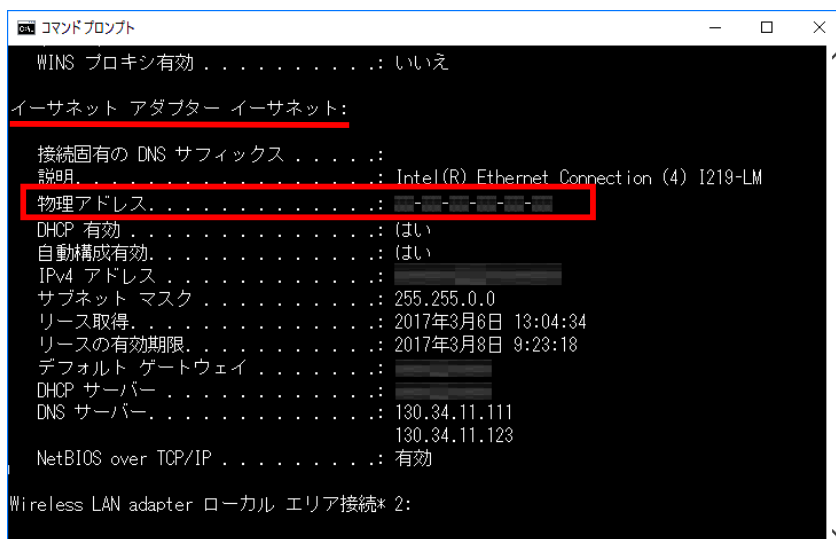 コマンドプロンプト
WINS プロキシ有効 . . . . . . . . . . .: いいえ
イーサネット アダプター イーサネット:
接続固有の DNS サフィックス . . . . .:
説明. . . . . . . . . . . . . . . . . .: Intel(R) Ethernet Connection (4) I219-LM
物理アドレス. . . . . . . . . . . . . .:
DHCP 有効 . . . . . . . . . . . . . . .: はい
自動構成有効. . . . . . . . . . . . . .: はい
IPv4 アドレス . . . . . . . . . . . . .:
サブネット マスク . . . . . . . . . . .: 255.255.0.0
リース取得. . . . . . . . . . . . . . .: 2017年3月6日 13:04:34
リースの有効期限. . . . . . . . . . . .: 2017年3月8日 9:23:18
デフォルト ゲートウェイ . . . . . . . .:
DHCP サーバー . . . . . . . . . . . . .:
DNS サーバー. . . . . . . . . . . . . .: 130.34.11.111
130.34.11.123
NetBIOS over TCP/IP . . . . . . . . . .: 有効
Wireless LAN adapter ローカル エリア接続* 2: